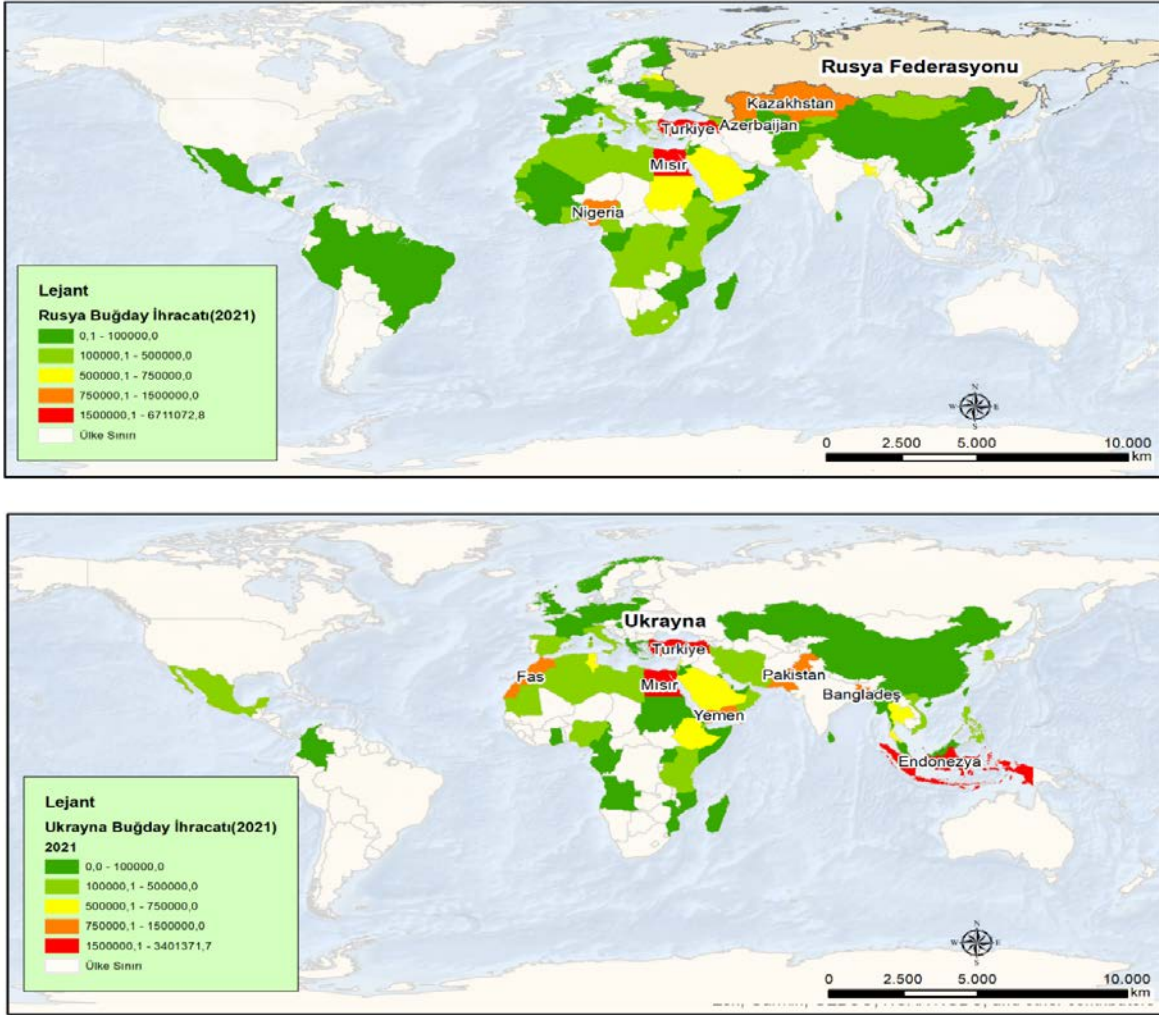 Rusya Federasyonu
Kazakhstan
Türkiye Azerbaijan
Mısır
Nigeria
Lejant
Rusya Buğday İhracatı(2021)
0,1 - 100000,0
100000,1 - 500000,0
500000,1 - 750000,0
750000,1 - 1500000,0
1500000,1 - 6711072,8
Ülke Sınırı
N
W E
S
0 2.500 5.000 10.000
km
Ukrayna
Türkiye
Fas
Mısır
Pakistan
Bangladeş
Yemen
Endonezya
Lejant
Ukrayna Buğday İhracatı(2021)
2021
0,0 - 100000,0
100000,1 - 500000,0
500000,1 - 750000,0
750000,1 - 1500000,0
1500000,1 - 3401371,7
Ülke Sınırı
N
W E
S
0 2.500 5.000 10.000
km